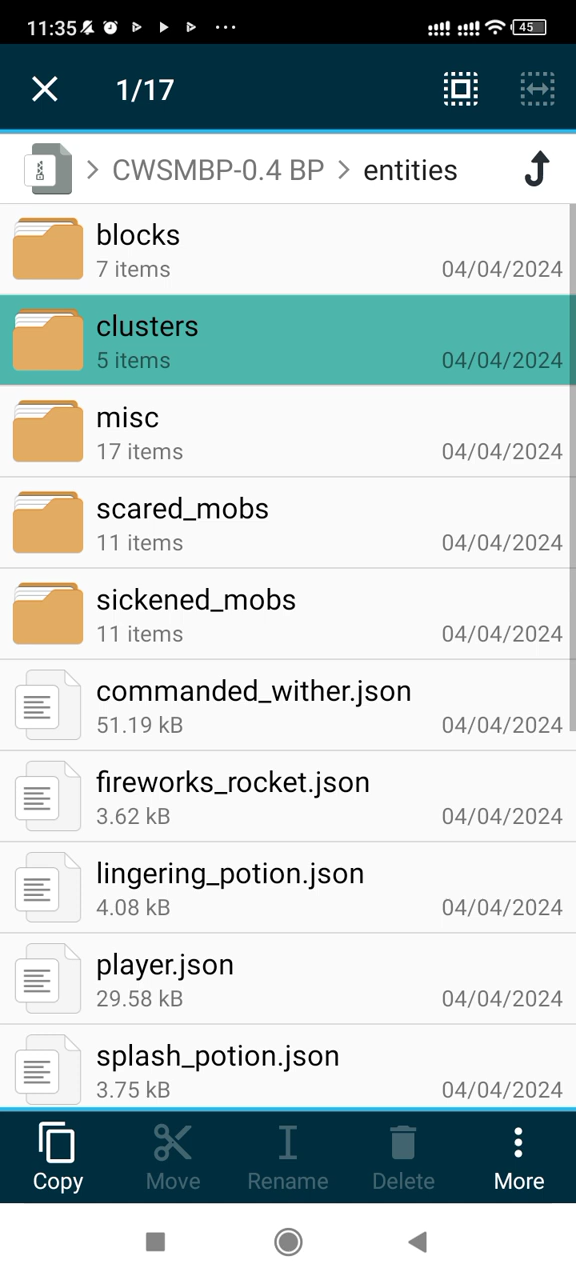 11:35
45
1/17
CWSMBP-0.4 BP > entities
blocks
7 items 04/04/2024
clusters
5 items 04/04/2024
misc
17 items 04/04/2024
scared_mobs
11 items 04/04/2024
sickened_mobs
11 items 04/04/2024
commanded_wither.json
51.19 kB 04/04/2024
fireworks_rocket.json
3.62 kB 04/04/2024
lingering_potion.json
4.08 kB 04/04/2024
player.json
29.58 kB 04/04/2024
splash_potion.json
3.75 kB 04/04/2024
Copy Move Rename Delete More